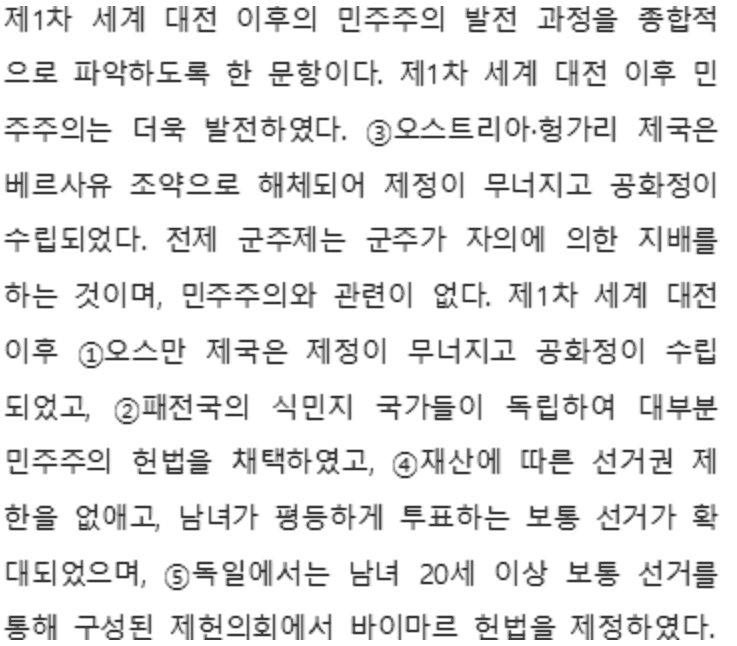 제1차 세계 대전 이후의 민주주의 발전 과정을 종합적
으로 파악하도록 한 문항이다. 제1차 세계 대전 이후 민
주주의는 더욱 발전하였다. ③오스트리아·헝가리 제국은
베르사유 조약으로 해체되어 제정이 무너지고 공화정이
수립되었다. 전제 군주제는 군주가 자의에 의한 지배를
하는 것이며, 민주주의와 관련이 없다. 제1차 세계 대전
이후 ①오스만 제국은 제정이 무너지고 공화정이 수립
되었고, ②패전국의 식민지 국가들이 독립하여 대부분
민주주의 헌법을 채택하였고, ④재산에 따른 선거권 제
한을 없애고, 남녀가 평등하게 투표하는 보통 선거가 확
대되었으며, ⑤독일에서는 남녀 20세 이상 보통 선거를
통해 구성된 제헌의회에서 바이마르 헌법을 제정하였다.